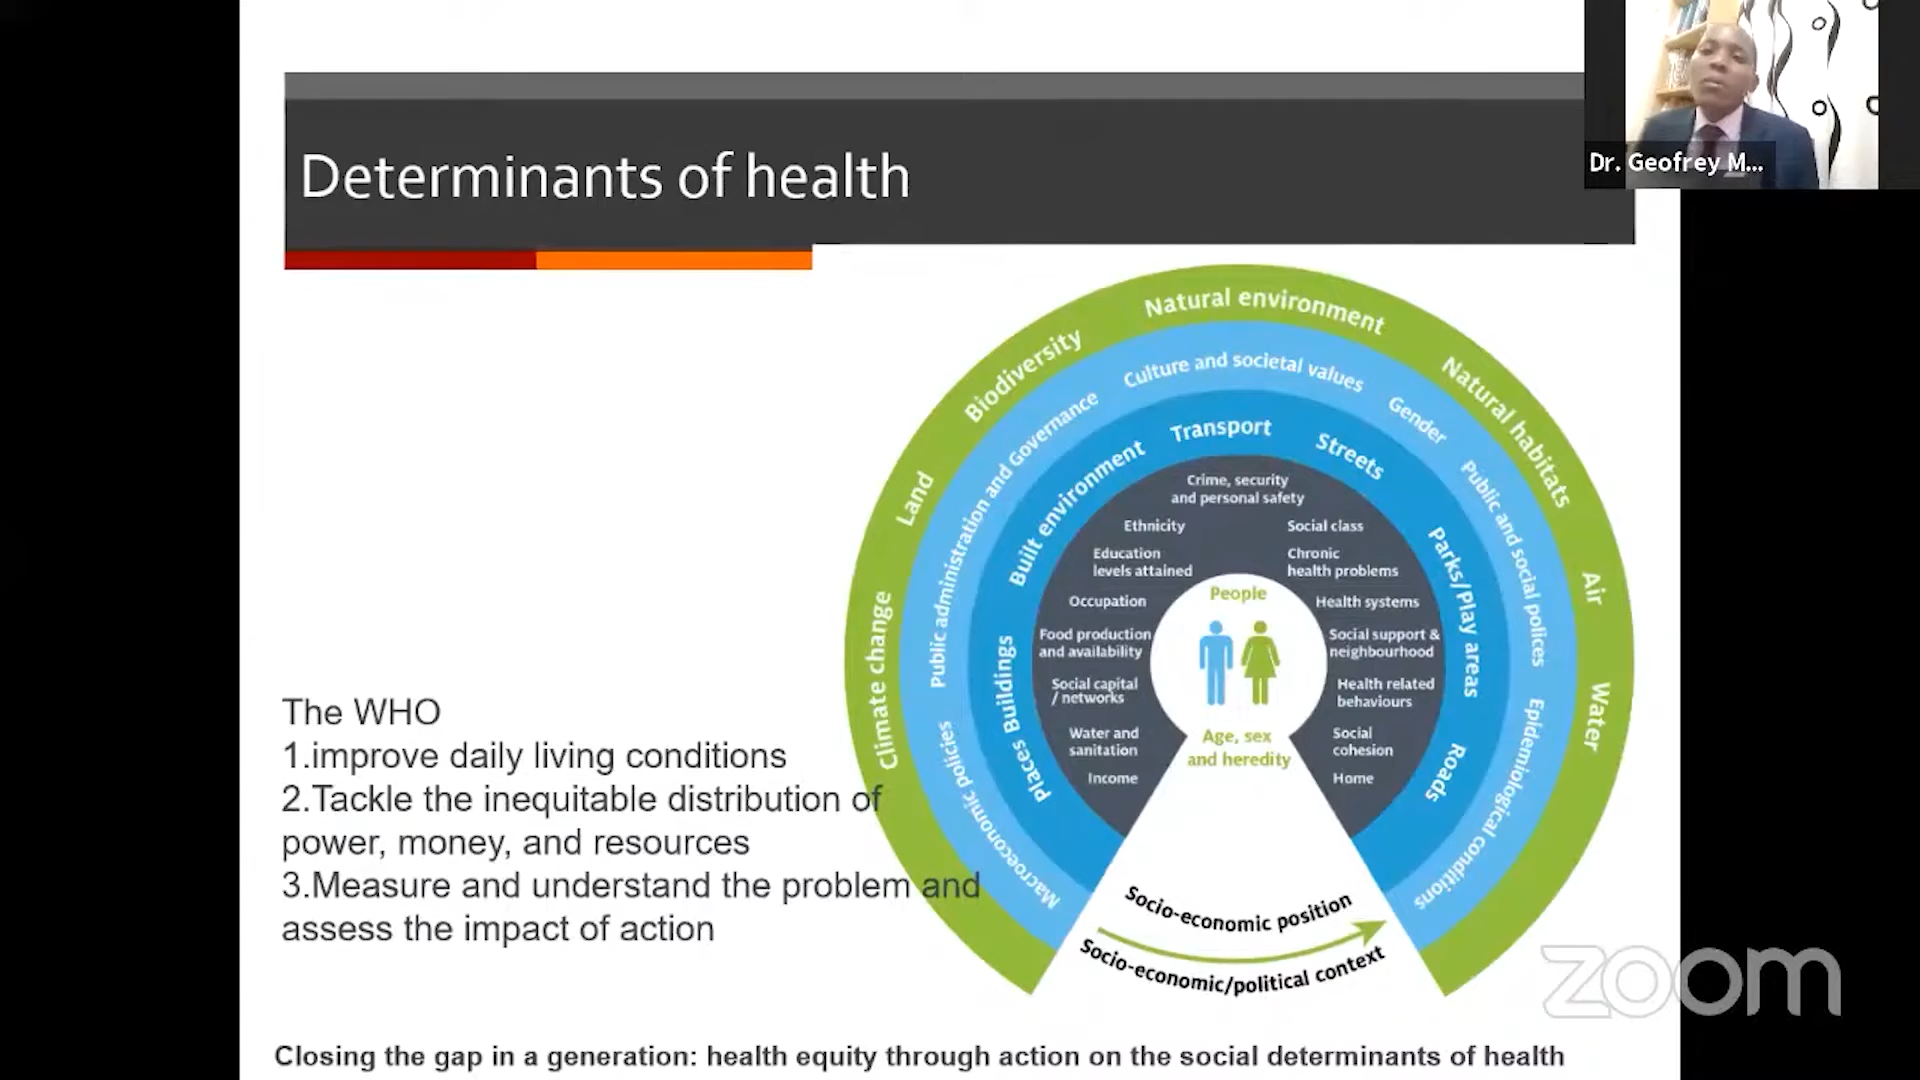 Determinants of health
Dr. Geofrey M...
Natural environment
Biodiversity
Natural habitats
Land
Air
Climate change
Water
Culture and societal values
Public administration and Governance
Gender
Public and social polices
Macroeconomic policies
Epidemiological conditions
Transport
Built environment
Streets
Parks/Play areas
Places Buildings
Roads
Crime, security
and personal safety
Ethnicity
Social class
Education
levels attained
Chronic
health problems
Occupation
Health systems
Food production
and availability
Social support &
neighbourhood
Social capital
/ networks
Health related
behaviours
Water and
sanitation
Social
cohesion
Income
Home
People
Age, sex
and heredity
Socio-economic position
Socio-economic/political context
The WHO
1.improve daily living conditions
2.Tackle the inequitable distribution of
power, money, and resources
3.Measure and understand the problem and
assess the impact of action
zoom
Closing the gap in a generation: health equity through action on the social determinants of health